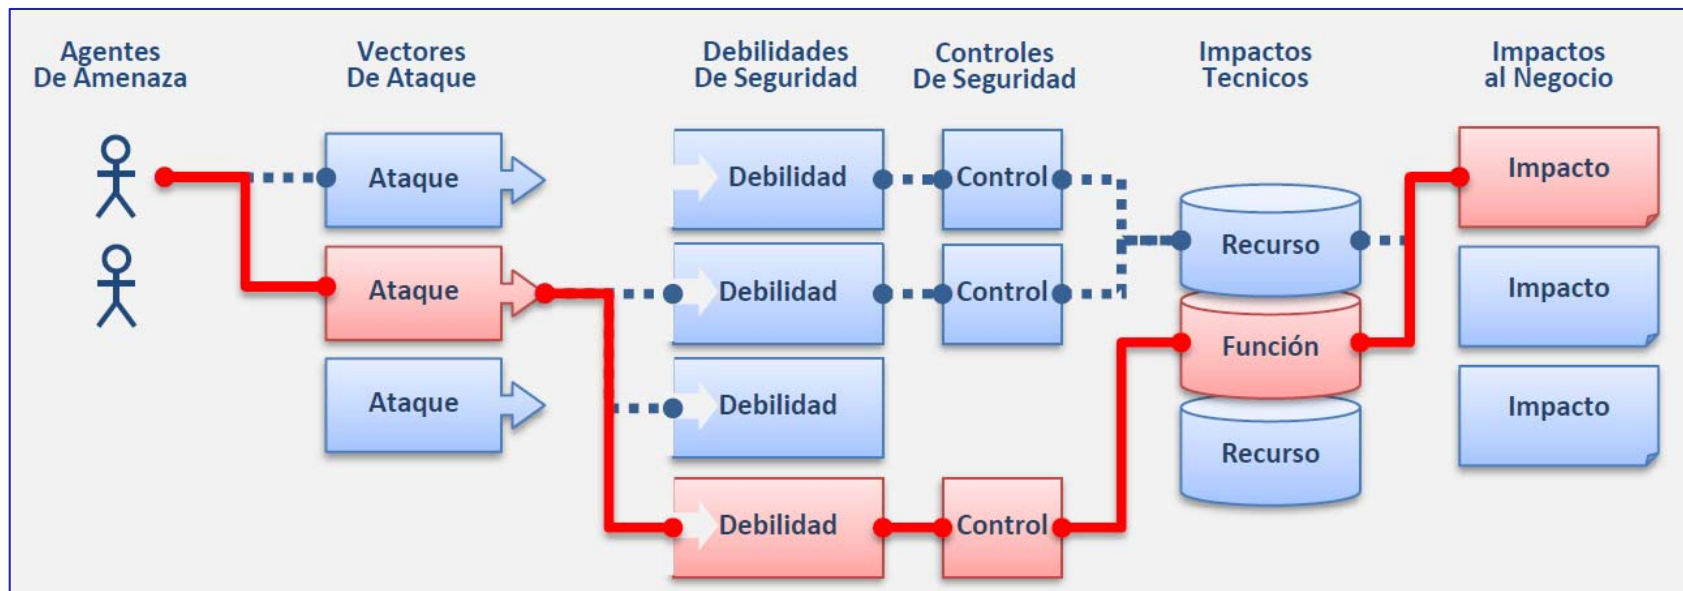 Agentes
De Amenaza
Vectores
De Ataque
Debilidades
De Seguridad
Controles
De Seguridad
Impactos
Tecnicos
Impactos
al Negocio
Ataque
Debilidad
Control
Impacto
Recurso
Ataque
Debilidad
Control
Impacto
Función
Ataque
Debilidad
Impacto
Recurso
Debilidad
Control